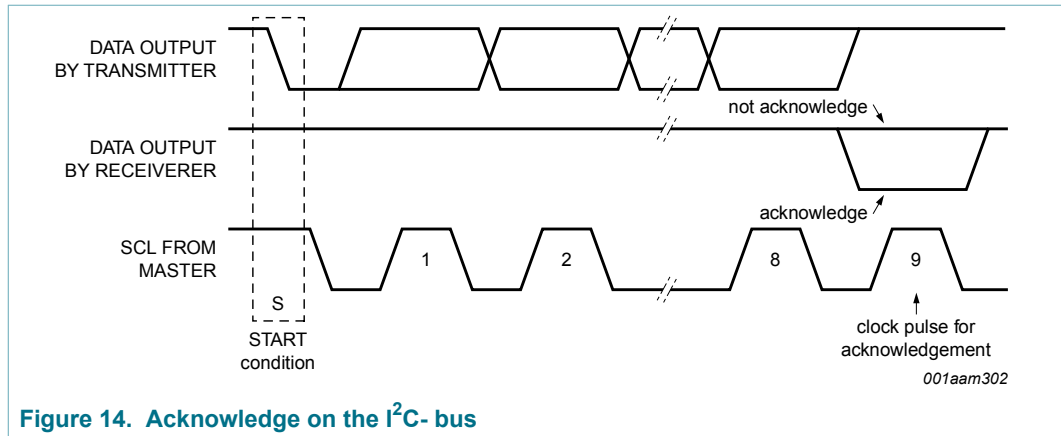 DATA OUTPUT
BY TRANSMITTER
not acknowledge
DATA OUTPUT
BY RECEIVERER
acknowledge
SCL FROM
MASTER
1
2
8
9
S
START
condition
clock pulse for
acknowledgement
001aam302
Figure 14. Acknowledge on the I²C- bus